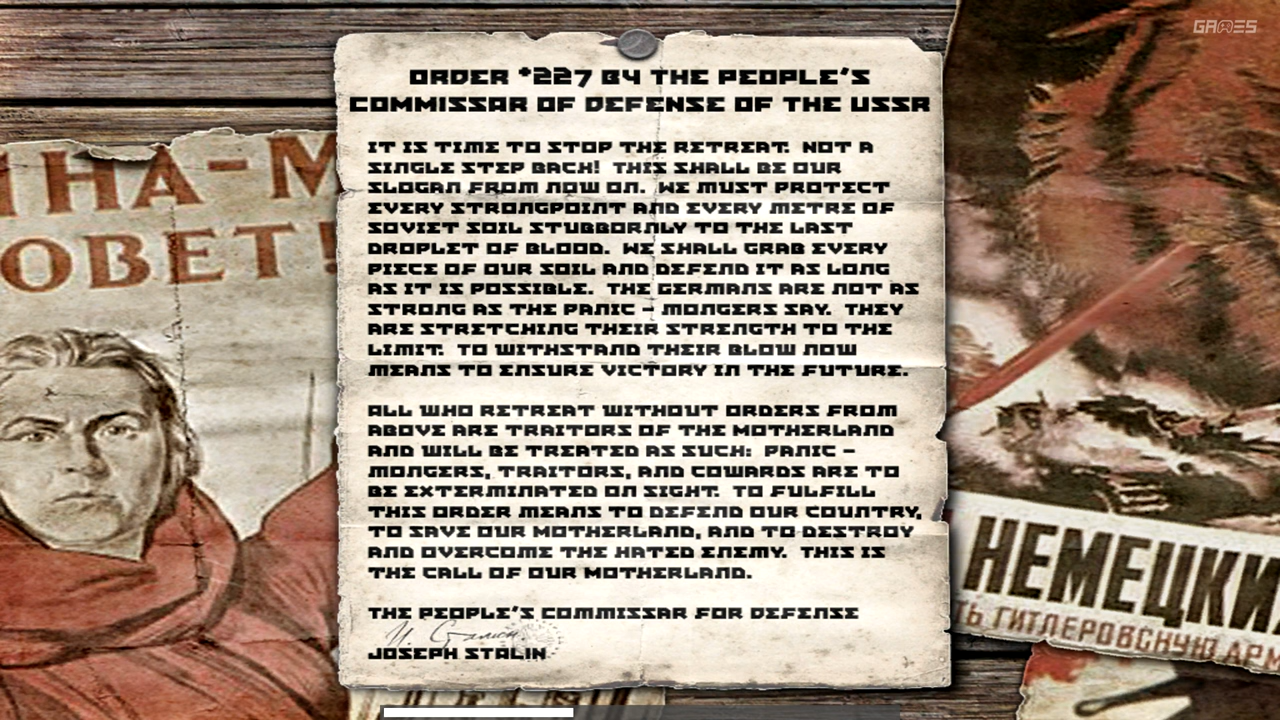 GAMES
ORDER *227 BY THE PEOPLE'S
COMMISSAR OF DEFENSE OF THE USSR
IT IS TIME TO STOP THE RETREAT. NOT A
SINGLE STEP BACK! THIS SHALL BE OUR
SLOGAN FROM NOW ON. WE MUST PROTECT
EVERY STRONGPOINT AND EVERY METRE OF
SOVIET SOIL STUBBORNLY TO THE LAST
DROPLET OF BLOOD. WE SHALL GRAB EVERY
PIECE OF OUR SOIL AND DEFEND IT AS LONG
AS IT IS POSSIBLE. THE GERMANS ARE NOT AS
STRONG AS THE PANIC - MONGERS SAY. THEY
ARE STRETCHING THEIR STRENGTH TO THE
LIMIT. TO WITHSTAND THEIR BLOW NOW
MEANS TO ENSURE VICTORY IN THE FUTURE.
ALL WHO RETREAT WITHOUT ORDERS FROM
ABOVE ARE TRAITORS OF THE MOTHERLAND
AND WILL BE TREATED AS SUCH: PANIC -
MONGERS, TRAITORS, AND COWARDS ARE TO
BE EXTERMINATED ON SIGHT. TO FULFILL
THIS ORDER MEANS TO DEFEND OUR COUNTRY,
TO SAVE OUR MOTHERLAND, AND TO DESTROY
AND OVERCOME THE HATED ENEMY. THIS IS
THE CALL OF OUR MOTHERLAND.
THE PEOPLE'S COMMISSAR FOR DEFENSE
И. Сталин
JOSEPH STALIN
ИНА-М
ОВЕТ!
НЕМЕЦКИ
ТЬ ГИТЛЕРОВСКУЮ АРМ